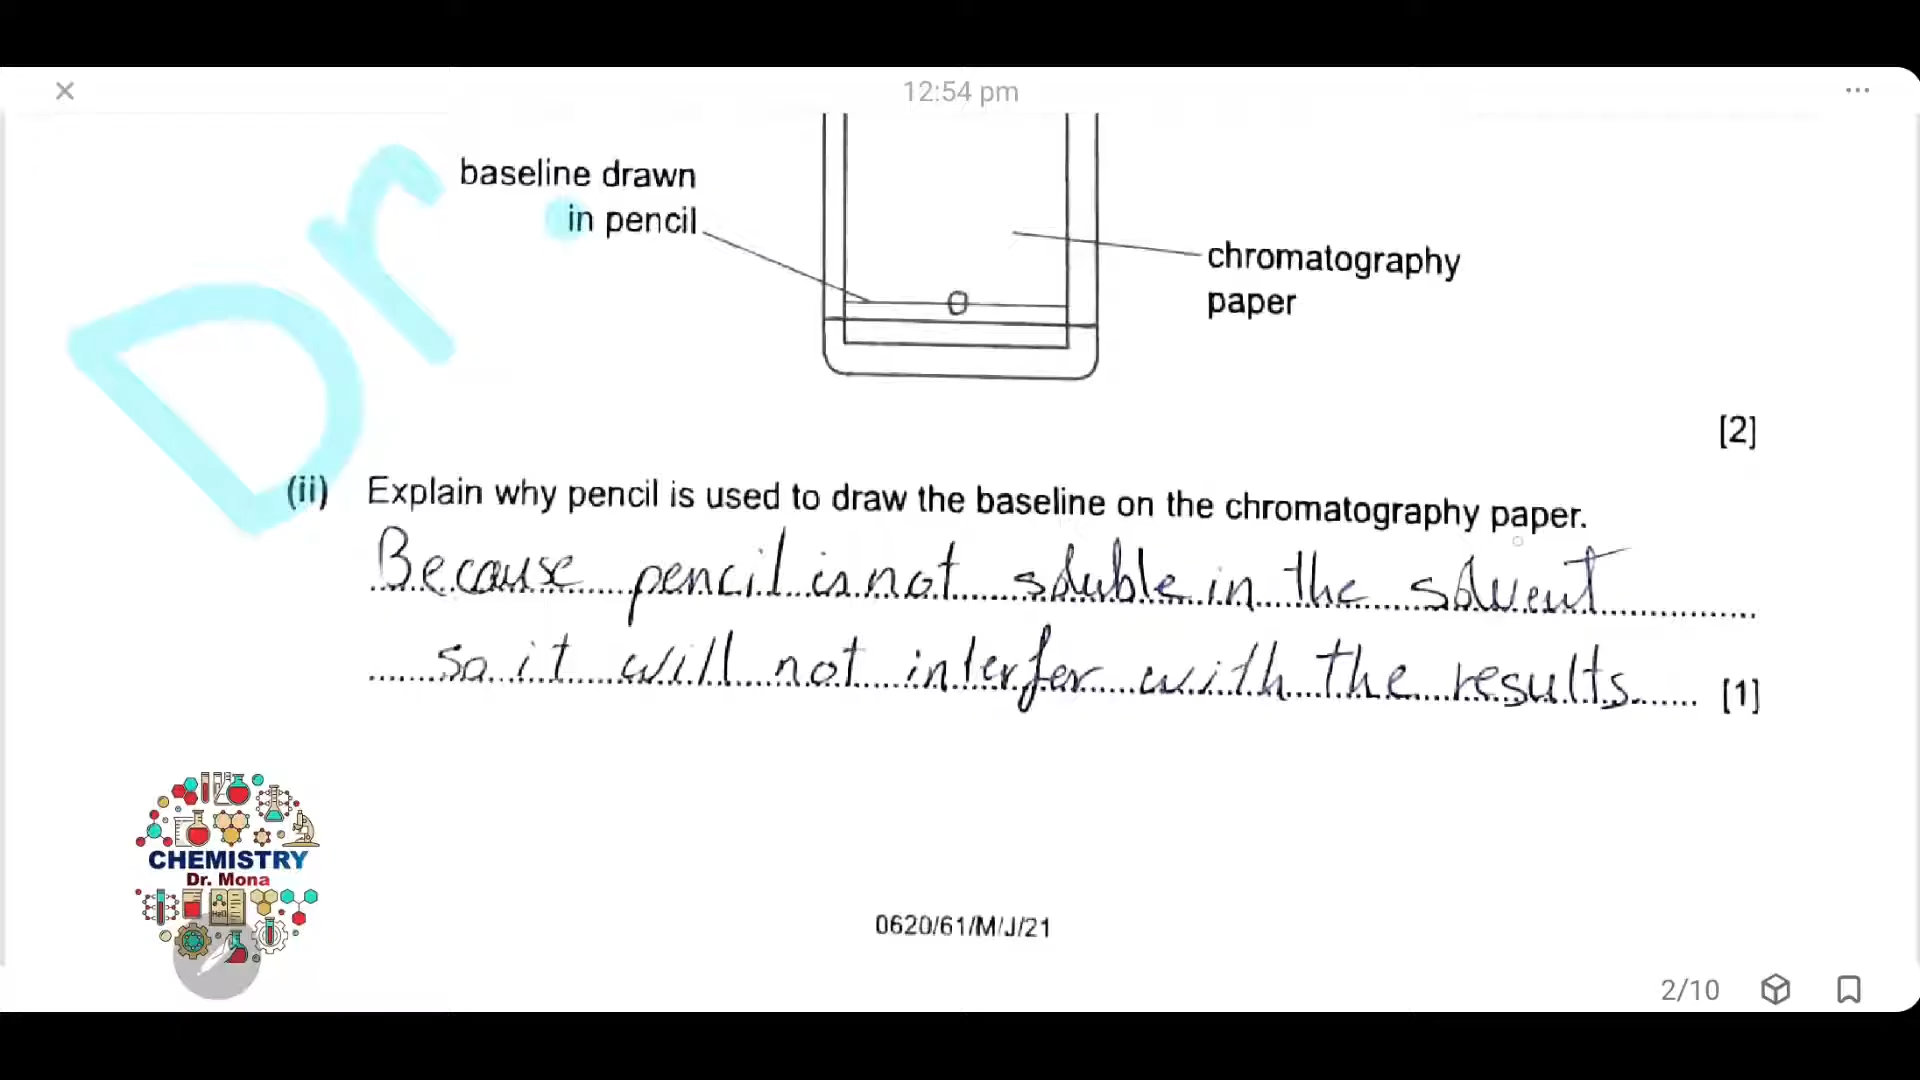 12:54 pm
Dr.
baseline drawn
in pencil
chromatography
paper
[2]
(ii) Explain why pencil is used to draw the baseline on the chromatography paper.
Because pencil is not soluble in the solvent
so it will not interfer with the results. [1]
CHEMISTRY
Dr. Mona
0620/61/M/J/21
2/10